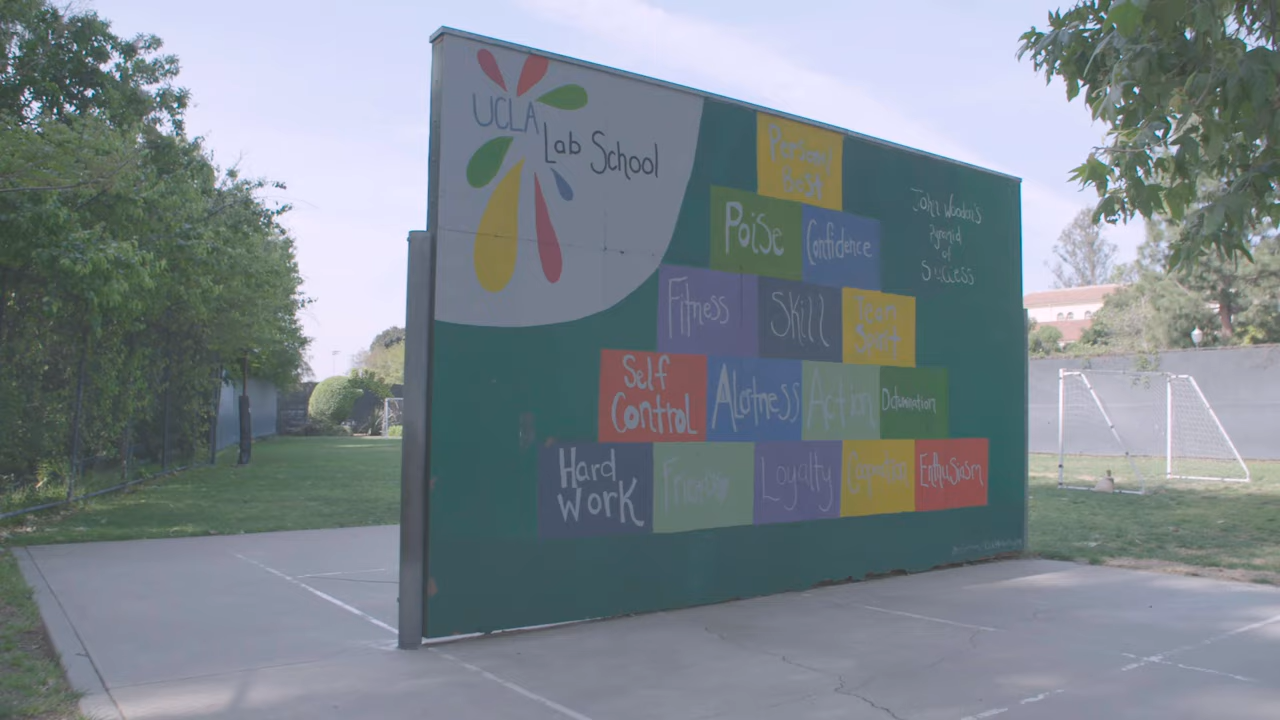 UCLA
Lab School
Personal
Best
John Wooden's
Pyramid
of
Success
Poise
Confidence
Fitness
Skill
Team
Spirit
Self
Control
Alertness
Action
Determination
Hard
Work
Friendship
Loyalty
Cooperation
Enthusiasm